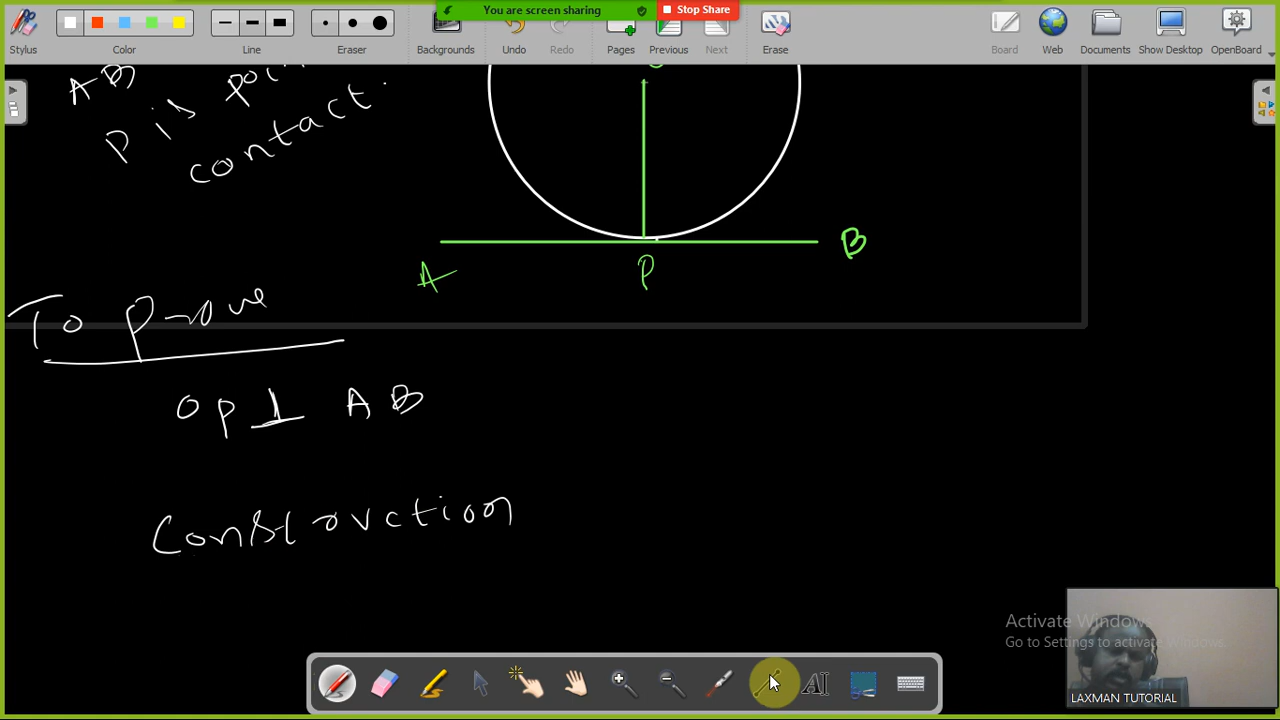 You are screen sharing
Stop Share
Stylus
Color
Line
Eraser
Backgrounds
Undo
Redo
Pages
Previous
Next
Erase
Board
Web
Documents
Show Desktop
OpenBoard
AB
P is poin
contact.
A
P
B
To prove
OP ⊥ AB
Construction
AI
Activate Windows
Go to Settings to activate Windows.
LAXMAN TUTORIAL